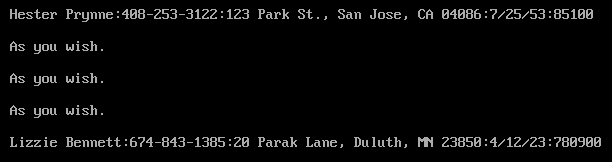 Hester Prynne:408-253-3122:123 Park St., San Jose, CA 04086:7/25/53:85100
As you wish.
As you wish.
As you wish.
Lizzie Bennett:674-843-1385:20 Parak Lane, Duluth, MN 23850:4/12/23:780900